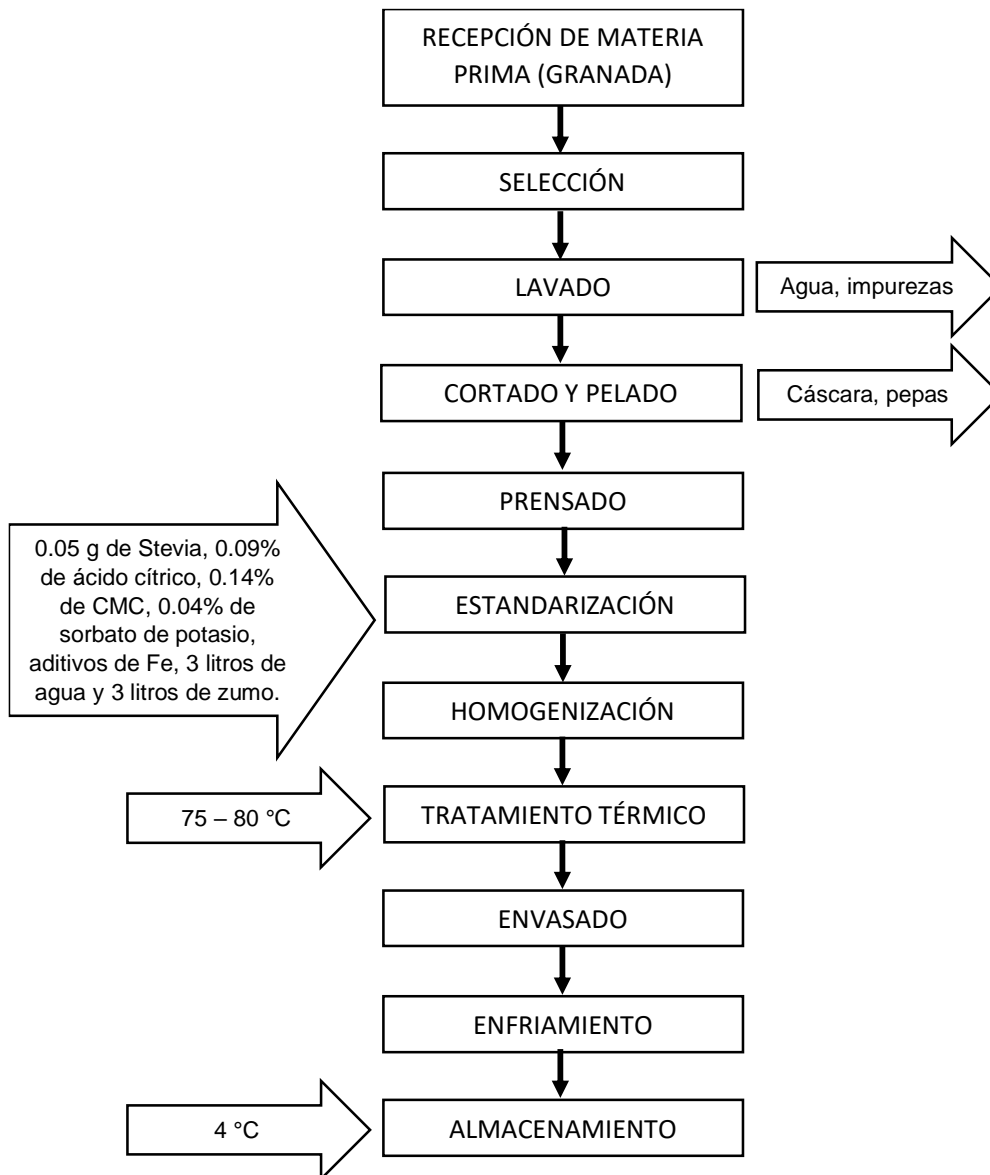 RECEPCIÓN DE MATERIA
PRIMA (GRANADA)
SELECCIÓN
LAVADO
Agua, impurezas
CORTADO Y PELADO
Cáscara, pepas
PRENSADO
0.05 g de Stevia, 0.09%
de ácido cítrico, 0.14%
de CMC, 0.04% de
sorbato de potasio,
aditivos de Fe, 3 litros de
agua y 3 litros de zumo.
ESTANDARIZACIÓN
HOMOGENIZACIÓN
75 – 80 °C
TRATAMIENTO TÉRMICO
ENVASADO
ENFRIAMIENTO
4 °C
ALMACENAMIENTO